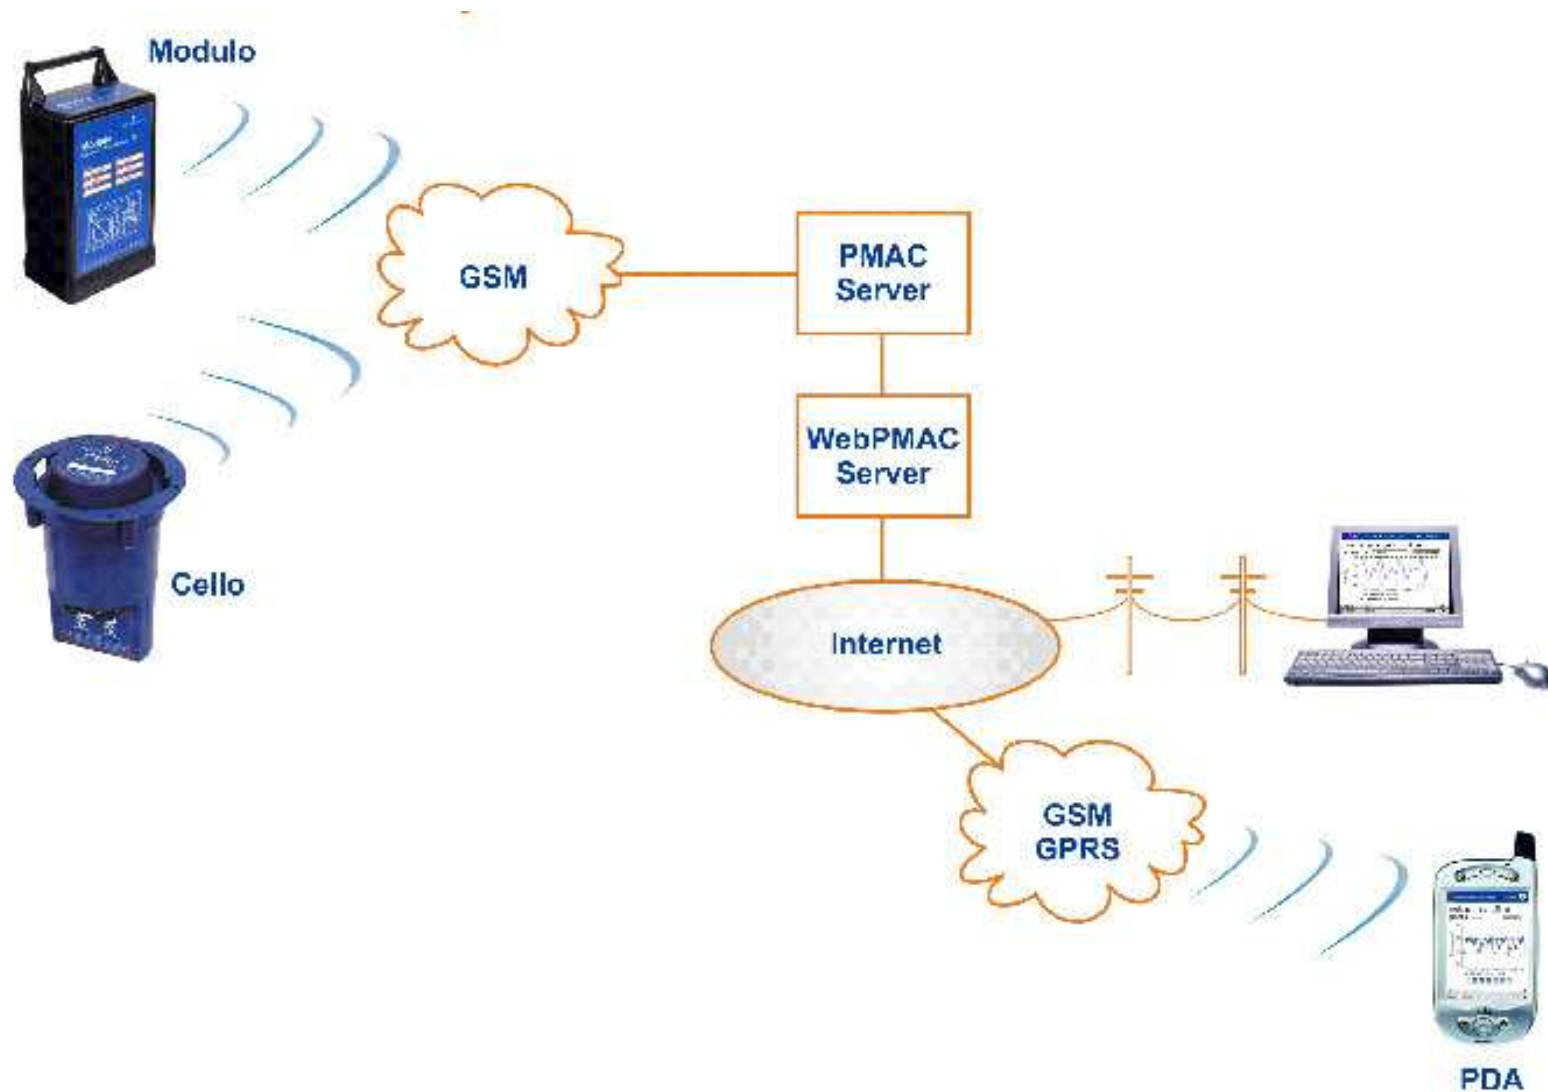 Modulo
GSM
PMAC
Server
WebPMAC
Server
Cello
Internet
GSM
GPRS
PDA